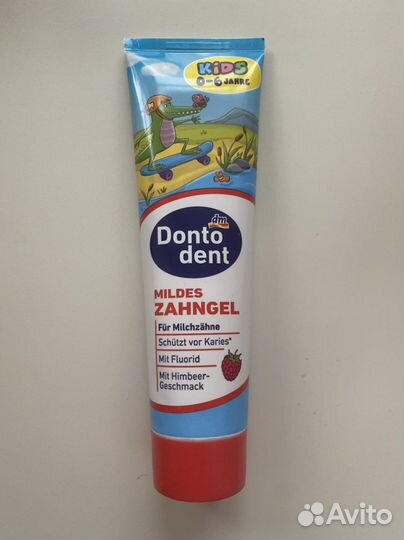 KiDS
0-6 JAHRE
dm
Donto
dent
MILDES
ZAHNGEL
Für Milchzähne
Schützt vor Karies*
Mit Fluorid
Mit Himbeer-
Geschmack
Avito